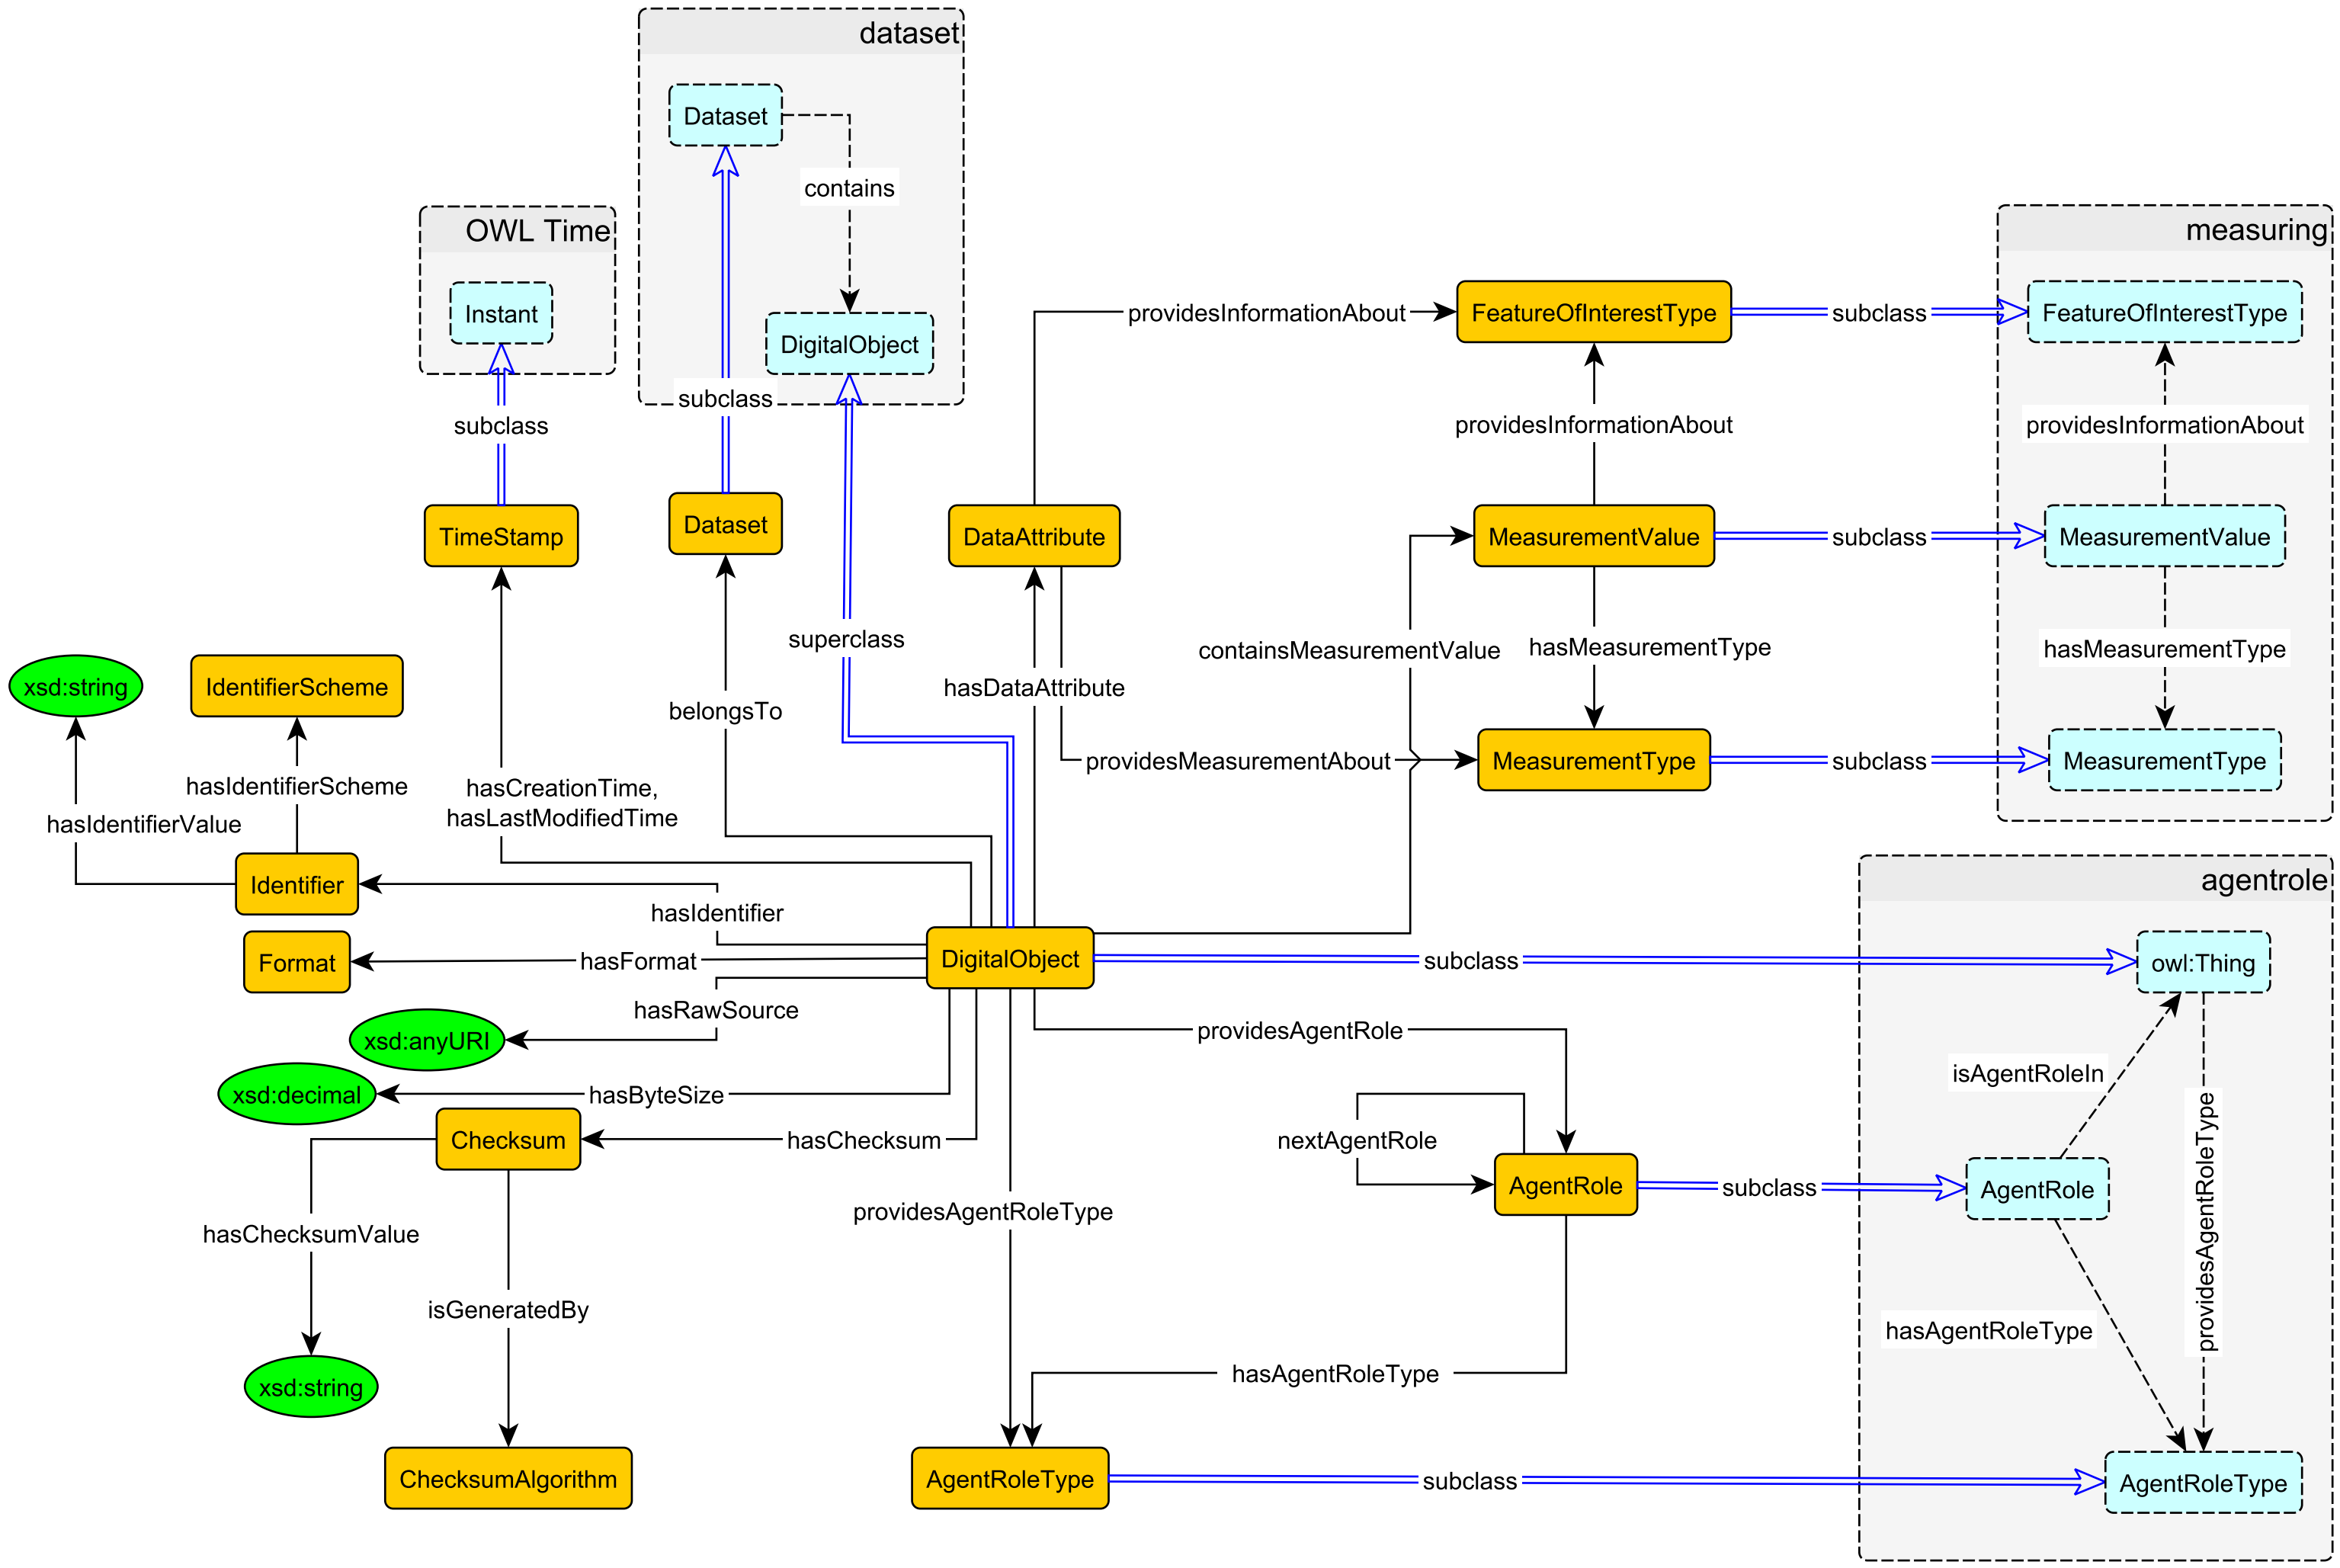 dataset
Dataset
contains
OWL Time
measuring
Instant
DigitalObject
providesInformationAbout
FeatureOfInterestType
subclass
FeatureOfInterestType
subclass
subclass
providesInformationAbout
providesInformationAbout
TimeStamp
Dataset
DataAttribute
MeasurementValue
subclass
MeasurementValue
superclass
containsMeasurementValue
hasMeasurementType
hasMeasurementType
xsd:string
IdentifierScheme
hasDataAttribute
belongsTo
providesMeasurementAbout
MeasurementType
subclass
MeasurementType
hasIdentifierScheme
hasCreationTime,
hasLastModifiedTime
hasIdentifierValue
Identifier
hasIdentifier
agentrole
Format
hasFormat
DigitalObject
subclass
owl:Thing
hasRawSource
xsd:anyURI
providesAgentRole
isAgentRoleIn
xsd:decimal
hasByteSize
Checksum
hasChecksum
nextAgentRole
AgentRole
subclass
AgentRole
providesAgentRoleType
hasChecksumValue
providesAgentRoleType
isGeneratedBy
hasAgentRoleType
xsd:string
hasAgentRoleType
ChecksumAlgorithm
AgentRoleType
subclass
AgentRoleType